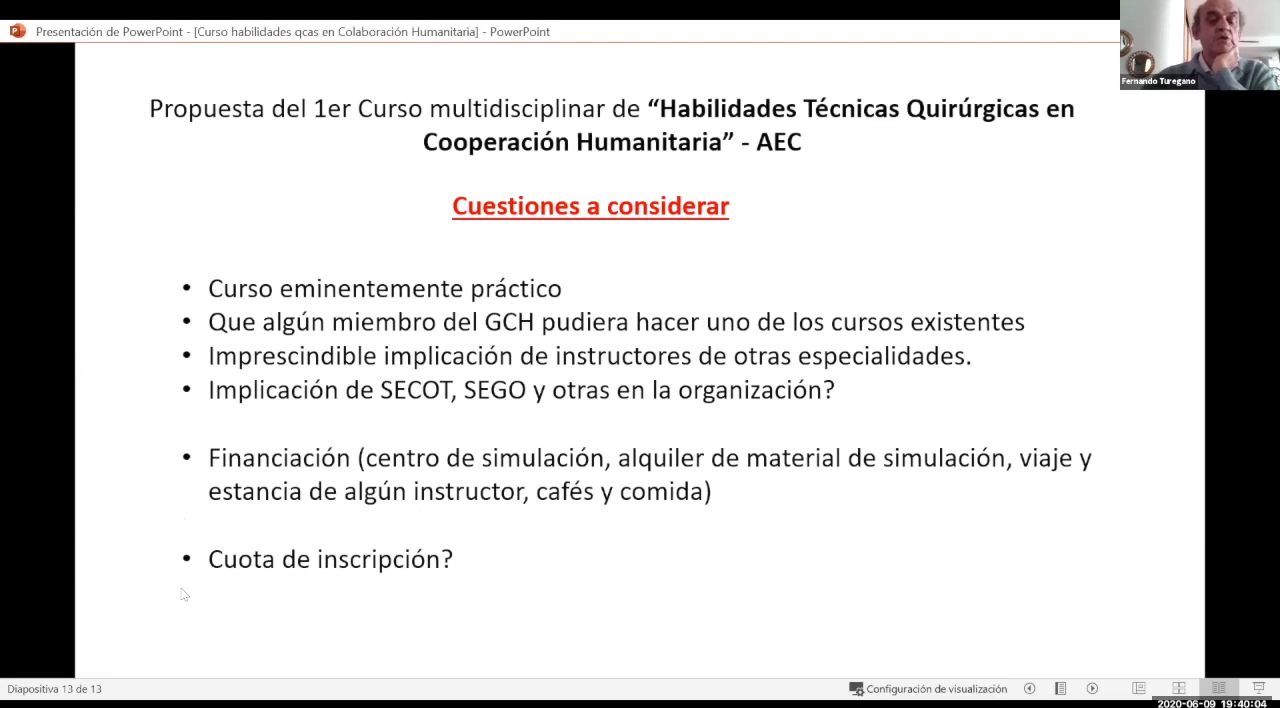 Presentación de PowerPoint - [Curso habilidades qcas en Colaboración Humanitaria] - PowerPoint
Fernando Turegano
Propuesta del 1er Curso multidisciplinar de “Habilidades Técnicas Quirúrgicas en
Cooperación Humanitaria” - AEC
Cuestiones a considerar
• Curso eminentemente práctico
• Que algún miembro del GCH pudiera hacer uno de los cursos existentes
• Imprescindible implicación de instructores de otras especialidades.
• Implicación de SECOT, SEGO y otras en la organización?
• Financiación (centro de simulación, alquiler de material de simulación, viaje y
estancia de algún instructor, cafés y comida)
• Cuota de inscripción?
Diapositiva 13 de 13
Configuración de visualización
2020-06-09 19:40:04